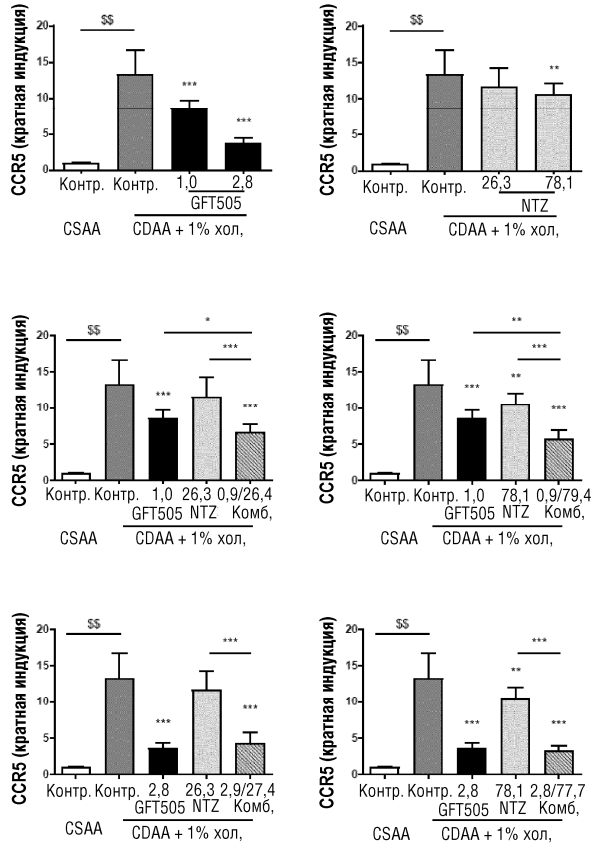 CCR5 (кратная индукция)
20
15
10
5
0
$$
***
***
Контр. Контр. 1,0 2,8
GFT505
CSAA CDAA + 1% хол,
CCR5 (кратная индукция)
20
15
10
5
0
$$
**
Контр. Контр. 26,3 78,1
NTZ
CSAA CDAA + 1% хол,
CCR5 (кратная индукция)
20
15
10
5
0
$$
*
***
***
***
Контр. Контр. 1,0 26,3 0,9/26,4
GFT505 NTZ Комб,
CSAA CDAA + 1% хол,
CCR5 (кратная индукция)
20
15
10
5
0
$$
**
***
***
**
***
Контр. Контр. 1,0 78,1 0,9/79,4
GFT505 NTZ Комб,
CSAA CDAA + 1% хол,
CCR5 (кратная индукция)
20
15
10
5
0
$$
***
***
***
Контр. Контр. 2,8 26,3 2,9/27,4
GFT505 NTZ Комб,
CSAA CDAA + 1% хол,
CCR5 (кратная индукция)
20
15
10
5
0
$$
***
***
**
***
Контр. Контр. 2,8 78,1 2,8/77,7
GFT505 NTZ Комб,
CSAA CDAA + 1% хол,